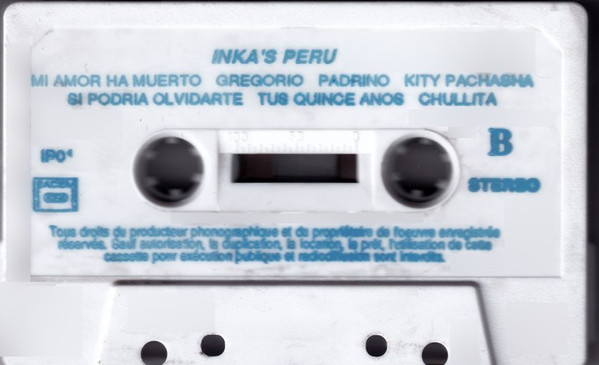 INKA'S PERU
MI AMOR HA MUERTO GREGORIO PADRINO KITY PACHASHA
SI PODRIA OLVIDARTE TUS QUINCE ANOS CHULLITA
B
IP04
STEREO
Tous droits de producteur phonographique et de propriétaire de l'oeuvre enregistrée
réservés. Sauf autorisation, la duplication, la location, le prêt, l'utilisation de cette
cassette pour exécution publique et radiodiffusion sont interdits.